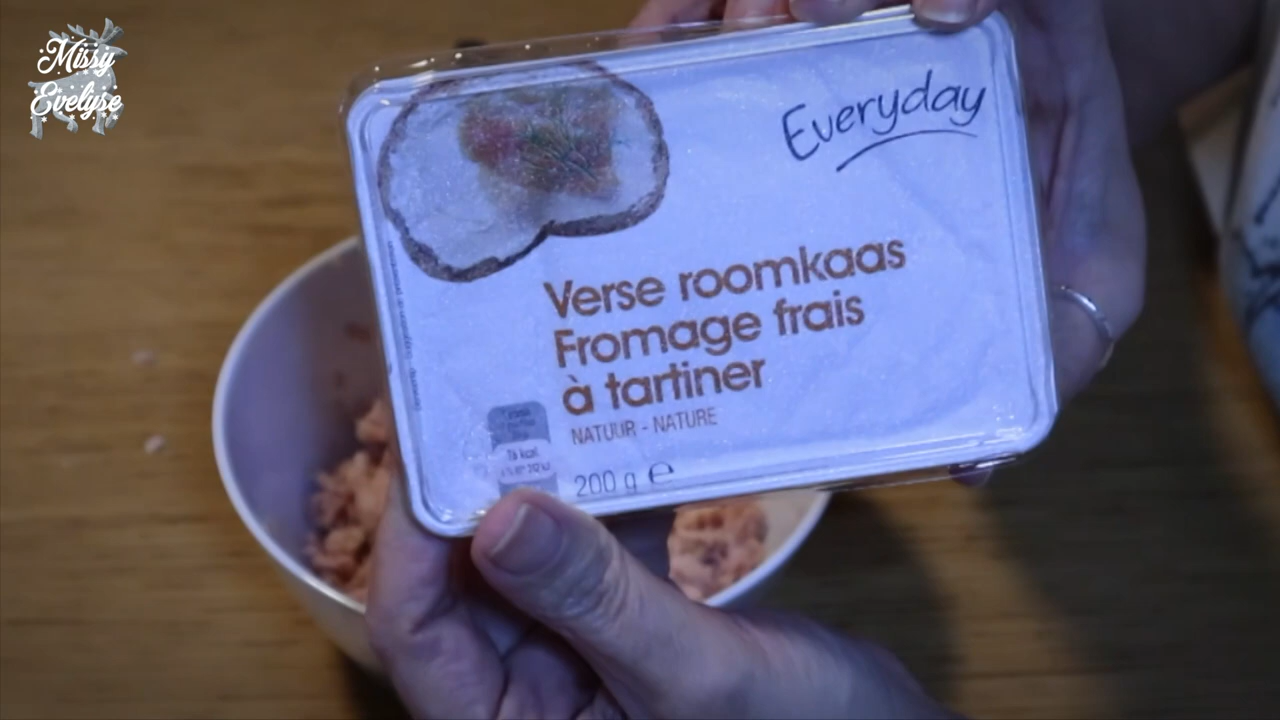 Missy
Evelyse
Everyday
Verse roomkaas
Fromage frais
à tartiner
NATUUR - NATURE
200 g e